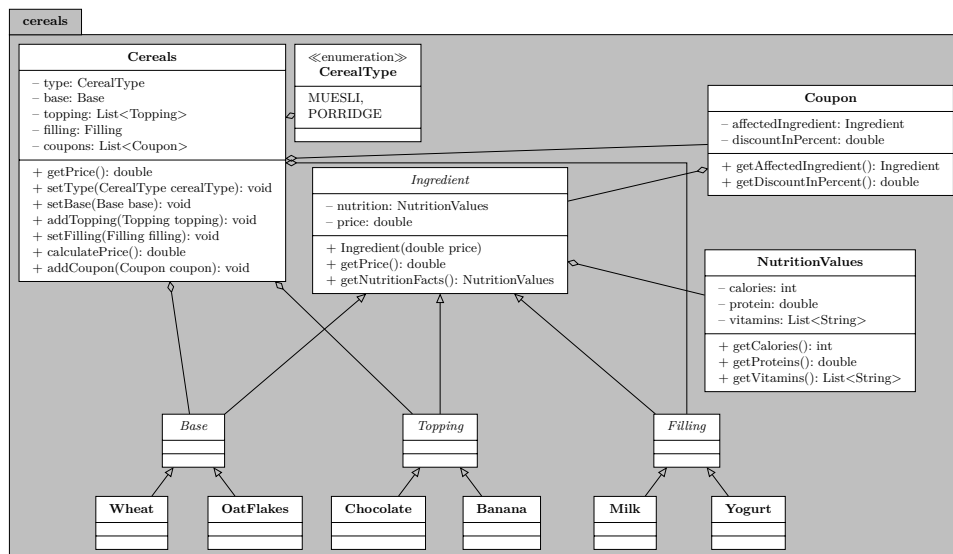 cereals
Cereals
– type: CerealType
– base: Base
– topping: List<Topping>
– filling: Filling
– coupons: List<Coupon>
+ getPrice(): double
+ setType(CerealType cerealType): void
+ setBase(Base base): void
+ addTopping(Topping topping): void
+ setFilling(Filling filling): void
+ calculatePrice(): double
+ addCoupon(Coupon coupon): void
≪enumeration≫
CerealType
MUESLI,
PORRIDGE
Coupon
– affectedIngredient: Ingredient
– discountInPercent: double
+ getAffectedIngredient(): Ingredient
+ getDiscountInPercent(): double
Ingredient
– nutrition: NutritionValues
– price: double
+ Ingredient(double price)
+ getPrice(): double
+ getNutritionFacts(): NutritionValues
NutritionValues
– calories: int
– protein: double
– vitamins: List<String>
+ getCalories(): int
+ getProteins(): double
+ getVitamins(): List<String>
Base
Topping
Filling
Wheat
OatFlakes
Chocolate
Banana
Milk
Yogurt